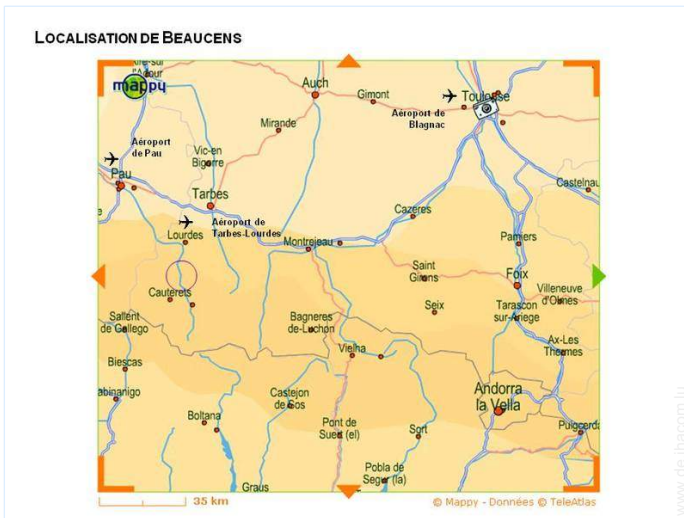 LOCALISATION DE BEAUCENS
mappy
Auch
Gimont
Toulouse
Aéroport de
Blagnac
Mirande
Aéroport
de Pau
Vic-en
Bigorre
Pau
Tarbes
Castelnau
Aéroport de
Tarbes-Lourdes
Cazeres
Lourdes
Montrejeau
Pamiers
Saint
Girons
Foix
Cauterets
Villeneuve
d'Olmes
Seix
Tarascon
sur-Ariege
Sallent
de Gallego
Bagneres
de-Luchon
Ax-Les
Thermes
Vielha
Biescas
Andorra
la Vella
abinanigo
Castejon
de Sos
Boltana
Pont de
Suert (el)
Sort
Puigcerda
Pobla de
Segur (la)
Graus
35 km
© Mappy - Données © TeleAtlas